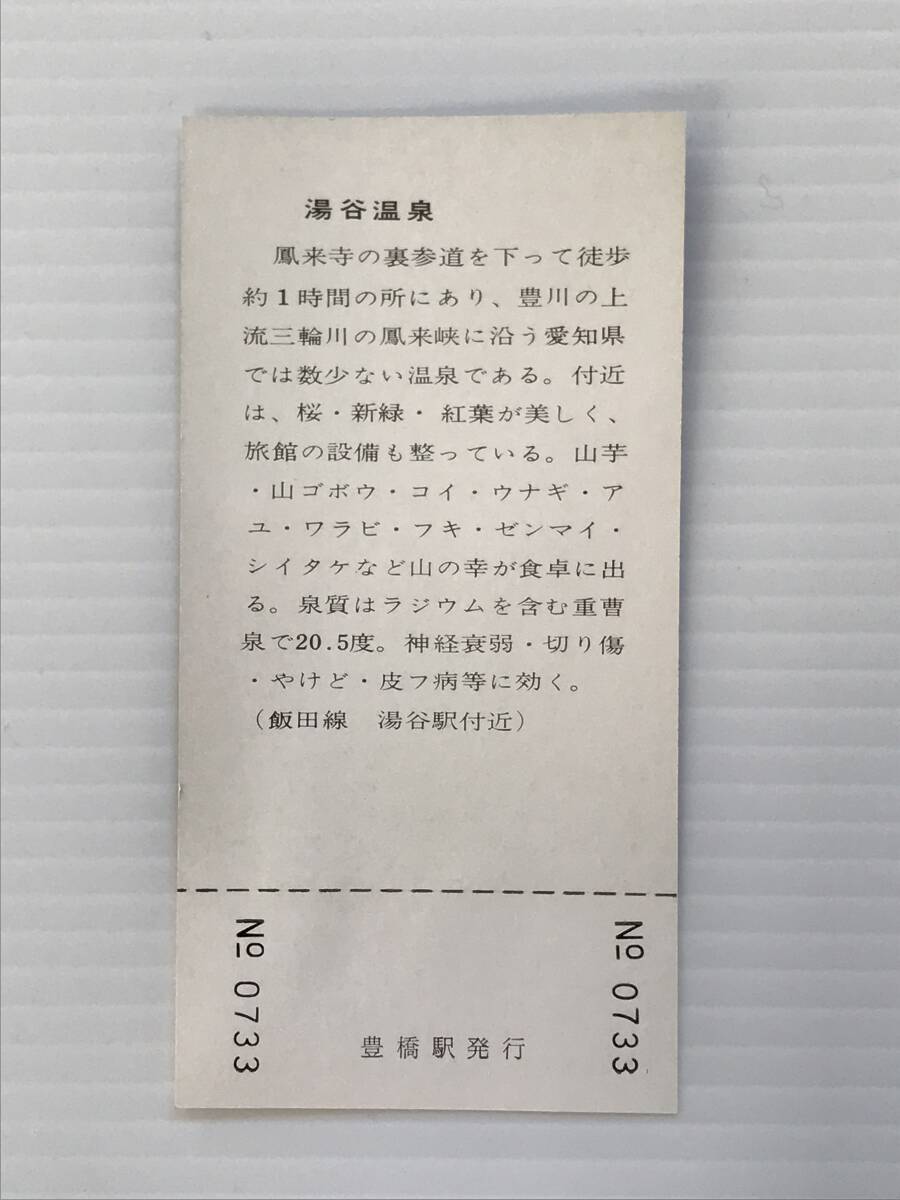 湯谷温泉
鳳来寺の裏参道を下って徒歩
約1時間の所にあり、豊川の上
流三輪川の鳳来峡に沿う愛知県
では数少ない温泉である。付近
は、桜・新緑・紅葉が美しく、
旅館の設備も整っている。山芋
・山ゴボウ・コイ・ウナギ・ア
ユ・ワラビ・フキ・ゼンマイ・
シイタケなど山の幸が食卓に出
る。泉質はラジウムを含む重曹
泉で20.5度。神経衰弱・切り傷
・やけど・皮フ病等に効く。
（飯田線　湯谷駅付近）
№ 0733
№ 0733
豊橋駅発行